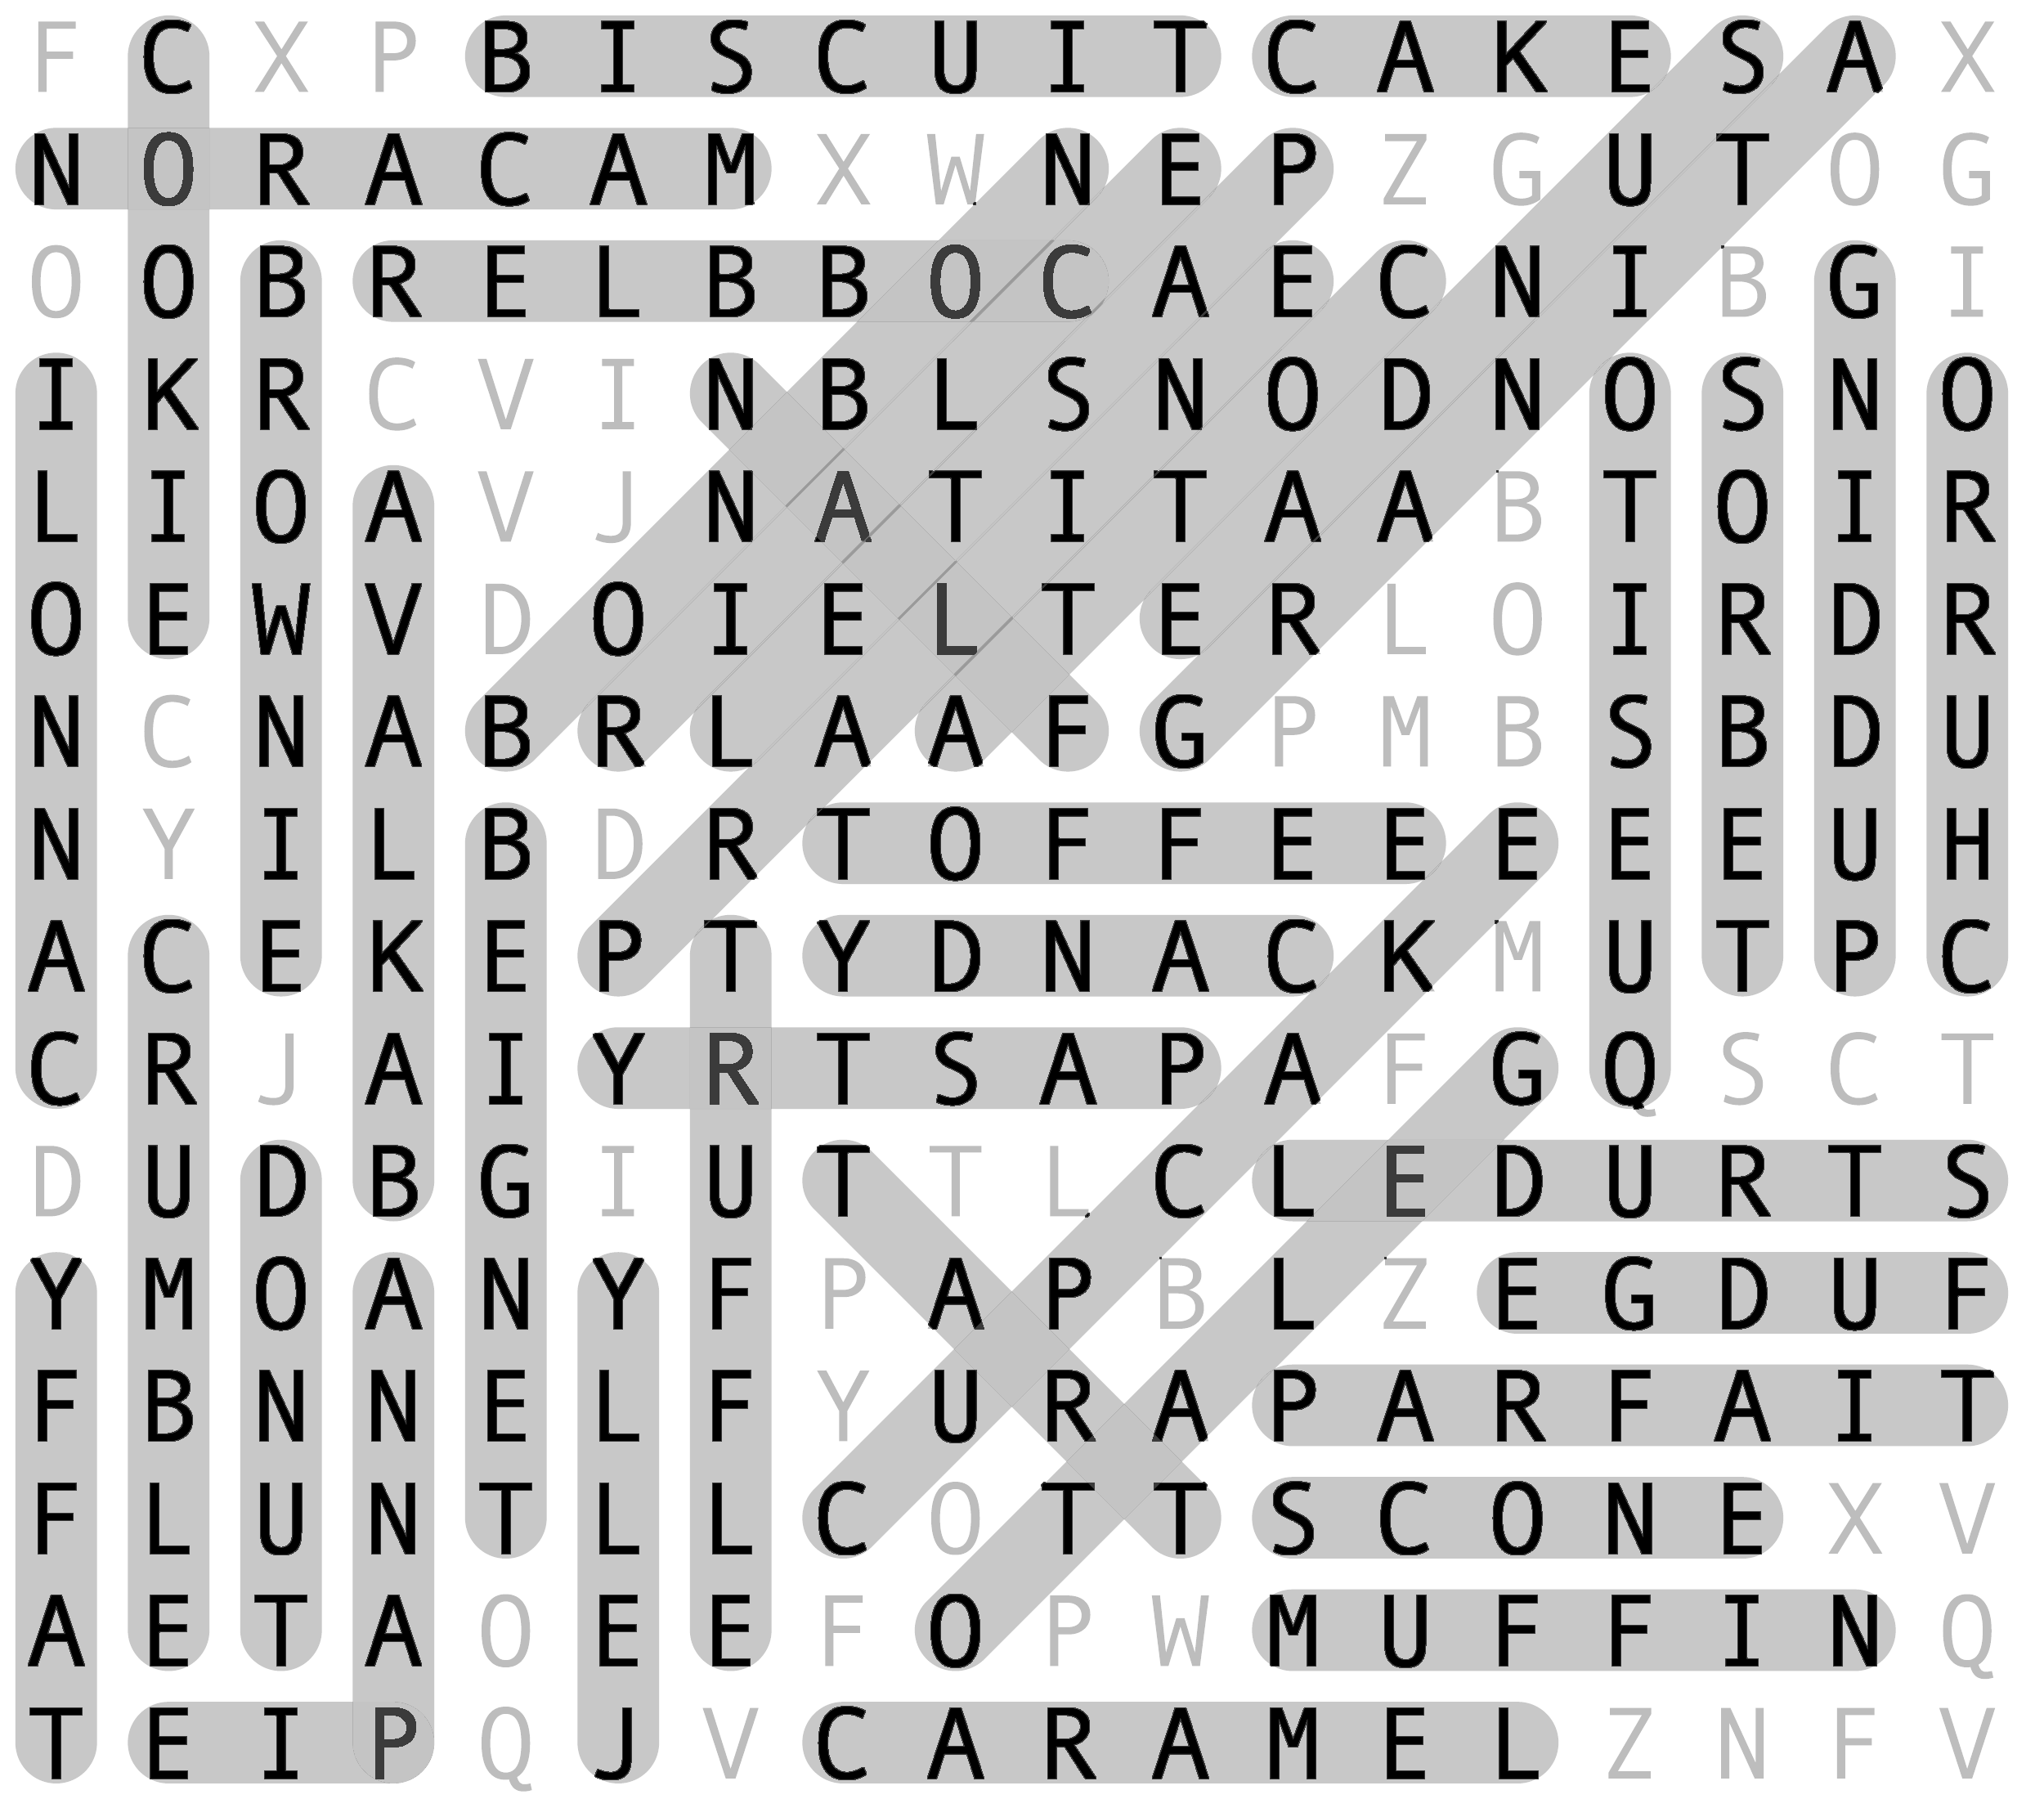 F C X P B I S C U I T C A K E S A X
N O R A C A M X W N E P Z G U T O G
O O B R E L B B O C A E C N I B G I
I K R C V I N B L S N O D N O S N O
L I O A V J N A T I T A A B T O I R
O E W V D O I E L T E R L O I R D R
N C N A B R L A A F G P M B S B D U
N Y I L B D R T O F F E E E E E U H
A C E K E P T Y D N A C K M U T P C
C R J A I Y R T S A P A F G Q S C T
D U D B G I U T T L C L E D U R T S
Y M O A N Y F P A P B L Z E G D U F
F B N N E L F Y U R A P A R F A I T
F L U N T L L C O T T S C O N E X V
A E T A O E E F O P W M U F F I N Q
T E I P Q J V C A R A M E L Z N F V